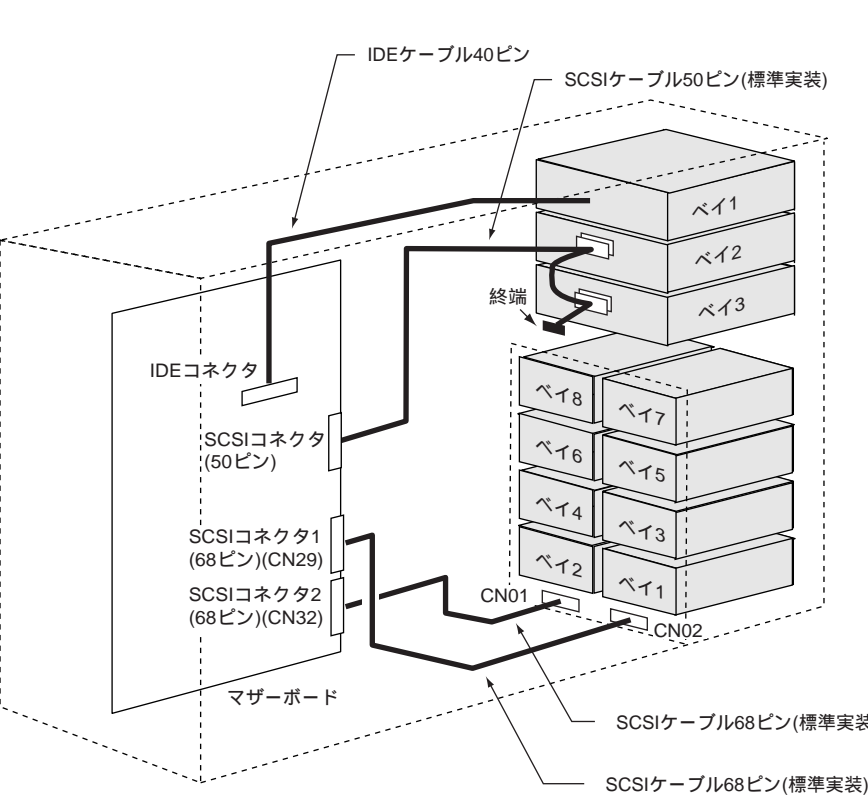 IDEケーブル40ピン
SCSIケーブル50ピン(標準実装)
ベイ1
ベイ2
ベイ3
終端
IDEコネクタ
ベイ8
ベイ7
SCSIコネクタ
(50ピン)
ベイ6
ベイ5
ベイ4
ベイ3
SCSIコネクタ1
(68ピン)(CN29)
ベイ2
ベイ1
SCSIコネクタ2
(68ピン)(CN32)
CN01
CN02
マザーボード
SCSIケーブル68ピン(標準実装
SCSIケーブル68ピン(標準実装)